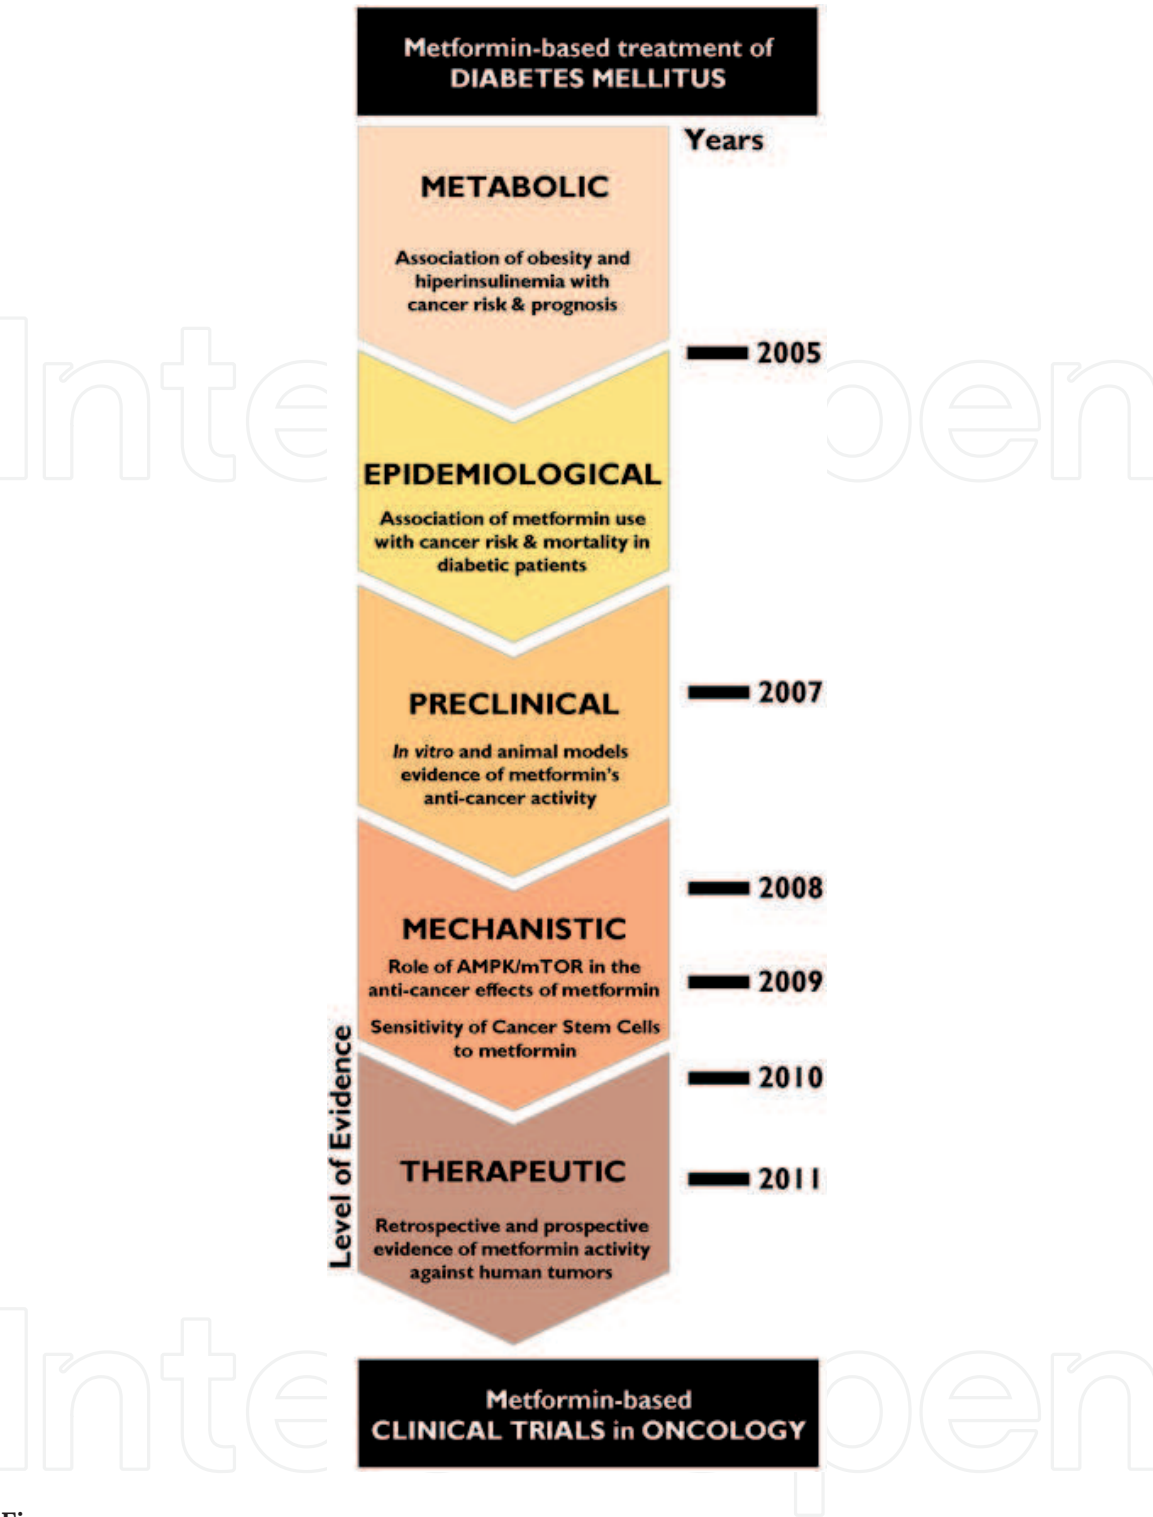 Metformin-based treatment of
DIABETES MELLITUS
Years
METABOLIC
Association of obesity and
hiperinsulinemia with
cancer risk & prognosis
2005
EPIDEMIOLOGICAL
Association of metformin use
with cancer risk & mortality in
diabetic patients
2007
PRECLINICAL
In vitro and animal models
evidence of metformin's
anti-cancer activity
2008
MECHANISTIC
Role of AMPK/mTOR in the
anti-cancer effects of metformin
2009
Sensitivity of Cancer Stem Cells
to metformin
2010
Level of Evidence
THERAPEUTIC
2011
Retrospective and prospective
evidence of metformin activity
against human tumors
Metformin-based
CLINICAL TRIALS in ONCOLOGY